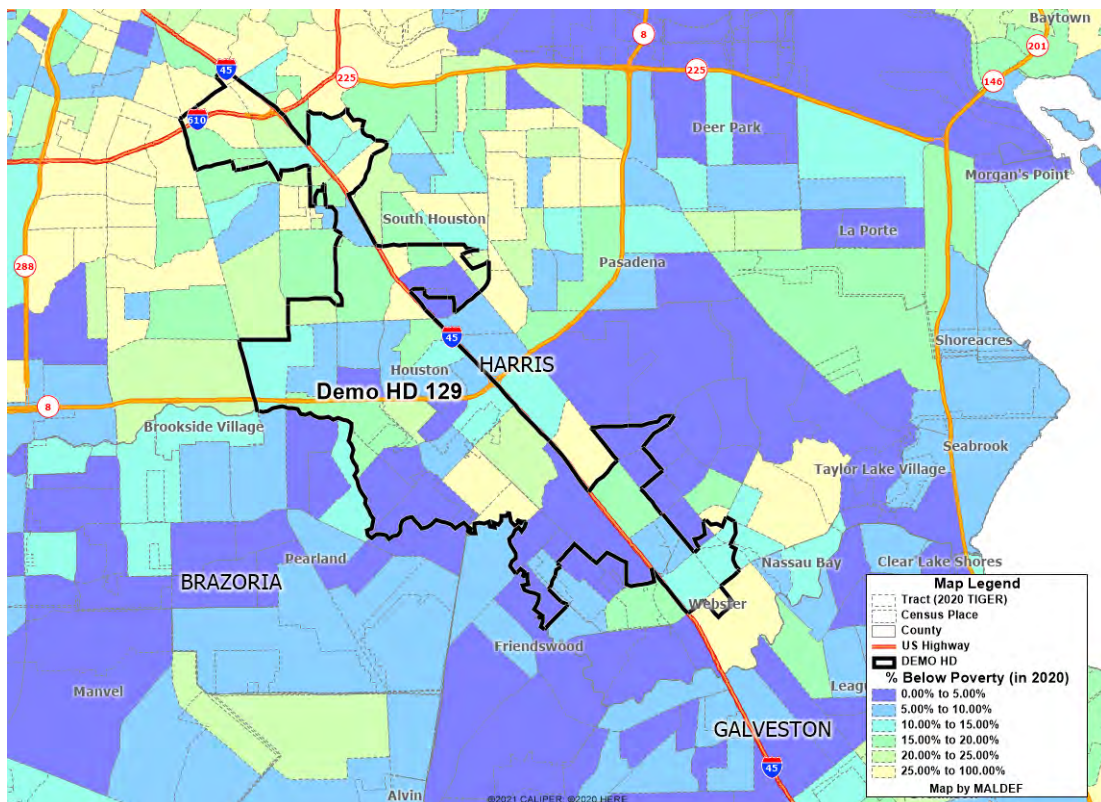 Baytown
8
201
45
225
225
146
610
Deer Park
Morgan's Point
South Houston
La Porte
288
Pasadena
45
Shoreacres
HARRIS
Houston
Demo HD 129
8
Brookside Village
Seabrook
Taylor Lake Village
Pearland
Nassau Bay
Clear Lake Shores
BRAZORIA
Webster
Friendswood
Manvel
Leagu
GALVESTON
45
Alvin
©2021 CALIPER; ©2020 HERE
Map Legend
Tract (2020 TIGER)
Census Place
County
US Highway
DEMO HD
% Below Poverty (in 2020)
0.00% to 5.00%
5.00% to 10.00%
10.00% to 15.00%
15.00% to 20.00%
20.00% to 25.00%
25.00% to 100.00%
Map by MALDEF